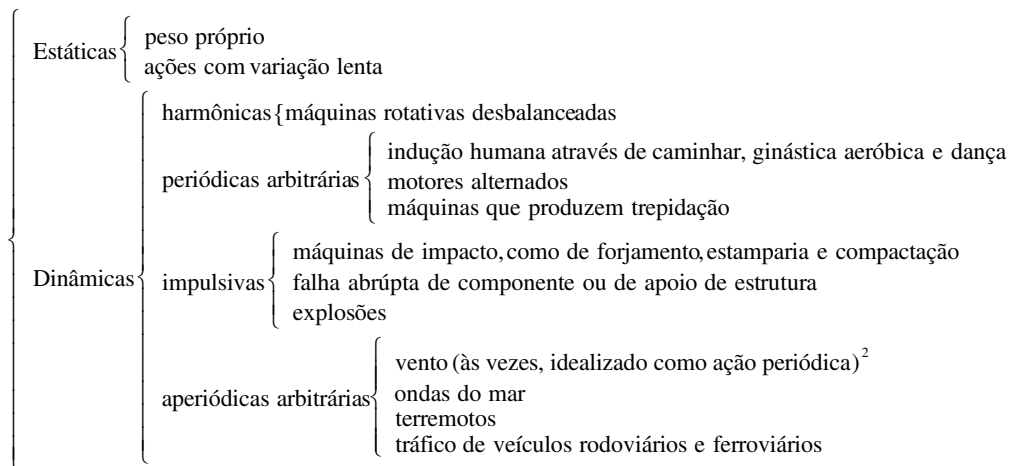 Estáticas
peso próprio
ações com variação lenta
harmônicas{máquinas rotativas desbalanceadas
indução humana através de caminhar, ginástica aeróbica e dança
periódicas arbitrárias
motores alternados
máquinas que produzem trepidação
máquinas de impacto, como de forjamento, estamparia e compactação
Dinâmicas
impulsivas
falha abrúpta de componente ou de apoio de estrutura
explosões
vento (às vezes, idealizado como ação periódica)²
ondas do mar
aperiódicas arbitrárias
terremotos
tráfico de veículos rodoviários e ferroviários